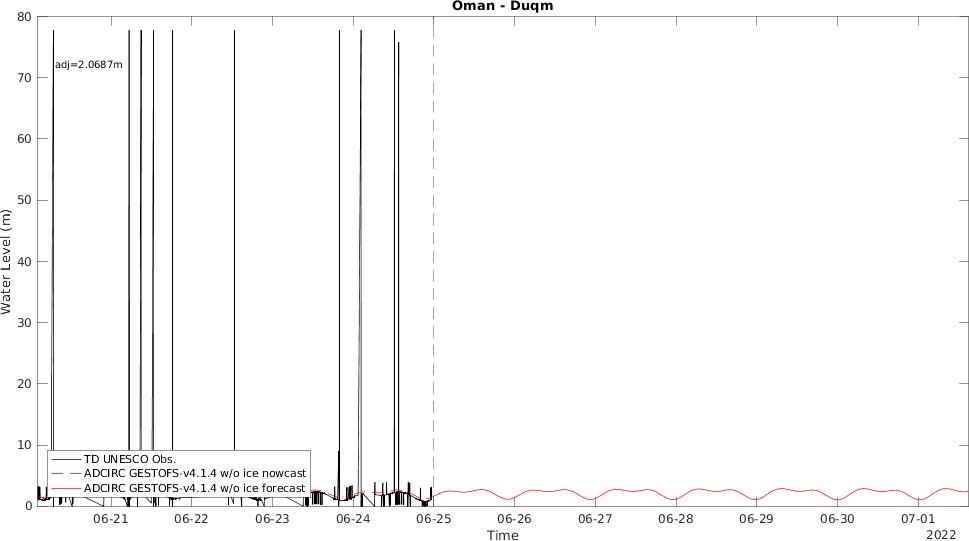 Oman - Duqm
80
70
60
50
40
30
20
10
0
Water Level (m)
adj=2.0687m
TD UNESCO Obs.
ADCIRC GESTOFS-v4.1.4 w/o ice nowcast
ADCIRC GESTOFS-v4.1.4 w/o ice forecast
06-21 06-22 06-23 06-24 06-25 06-26 06-27 06-28 06-29 06-30 07-01
2022
Time